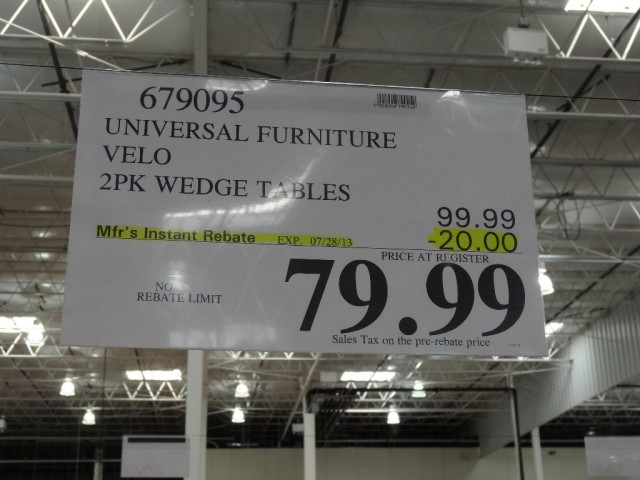 679095
UNIVERSAL FURNITURE
VELO
2PK WEDGE TABLES
99.99
Mfr's Instant Rebate EXP. 07/28/13 -20.00
PRICE AT REGISTER
NO
REBATE LIMIT
79.99
Sales Tax on the pre-rebate price